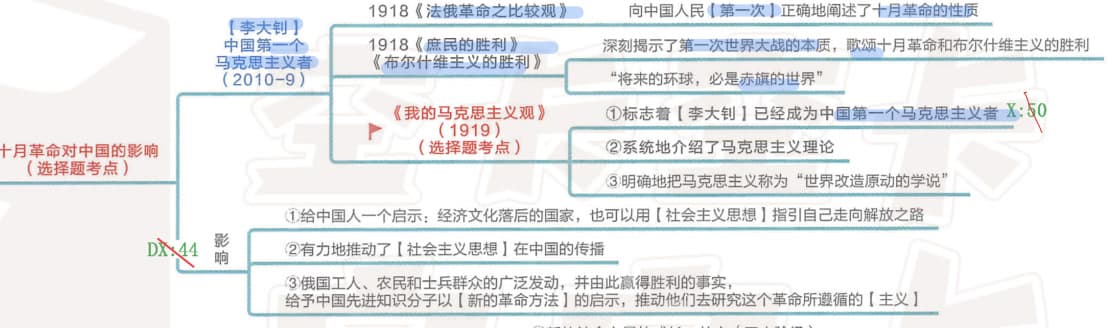 十月革命对中国的影响
（选择题考点）
【李大钊】
中国第一个
马克思主义者
（2010-9）
1918《法俄革命之比较观》
向中国人民【第一次】正确地阐述了十月革命的性质
1918《庶民的胜利》
《布尔什维主义的胜利》
深刻揭示了第一次世界大战的本质，歌颂十月革命和布什维主义的胜利
“将来的环球，必是赤旗的世界”
《我的马克思主义观》
（1919）
（选择题考点）
①标志着【李大钊】已经成为中国第一个马克思主义者 X:50
②系统地介绍了马克思主义理论
③明确地把马克思主义称为“世界改造原动的学说”
DX:44
影
响
①给中国人一个启示：经济文化落后的国家，也可以用【社会主义思想】指引自己走向解放之路
②有力地推动了【社会主义思想】在中国的传播
③俄国工人、农民和士兵群众的广泛发动，并由此赢得胜利的事实，
给予中国先进知识分子以【新的革命方法】的启示，推动他们去研究这个革命所遵循的【主义】